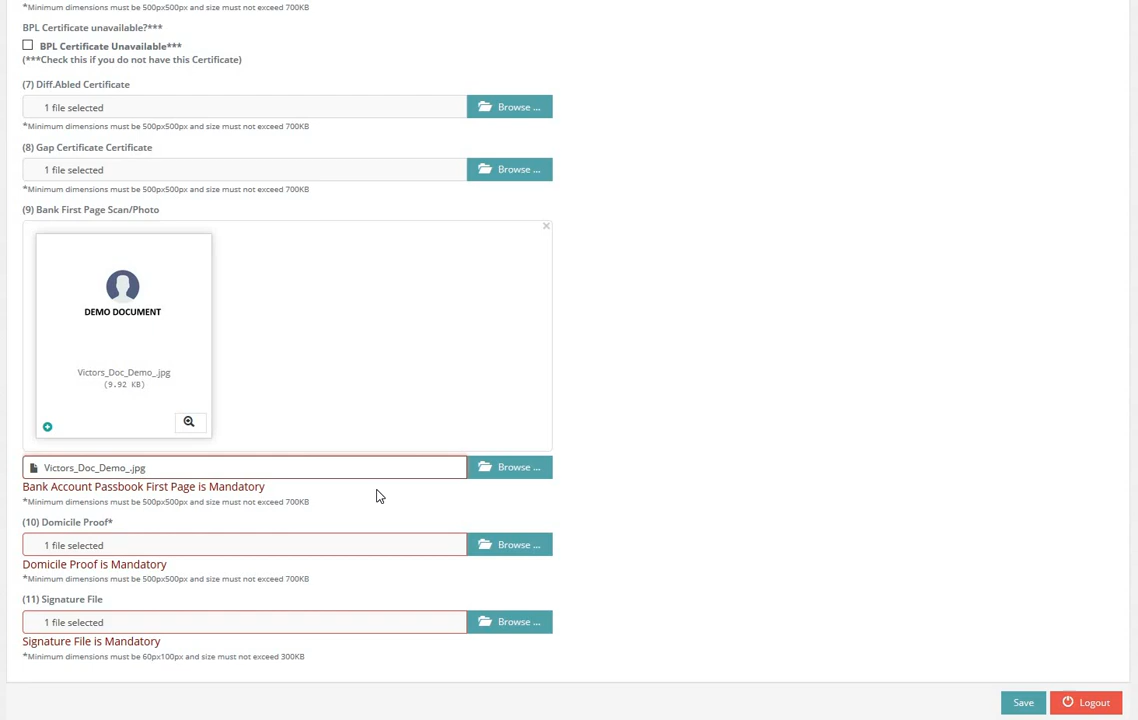 *Minimum dimensions must be 500px500px and size must not exceed 700KB
BPL Certificate unavailable?***
BPL Certificate Unavailable***
(***Check this if you do not have this Certificate)
(7) Diff.Abled Certificate
1 file selected
Browse ...
*Minimum dimensions must be 500px500px and size must not exceed 700KB
(8) Gap Certificate Certificate
1 file selected
Browse ...
*Minimum dimensions must be 500px500px and size must not exceed 700KB
(9) Bank First Page Scan/Photo
×
DEMO DOCUMENT
Victors_Doc_Demo_.jpg
(9.92 KB)
Victors_Doc_Demo_.jpg
Browse ...
Bank Account Passbook First Page is Mandatory
*Minimum dimensions must be 500px500px and size must not exceed 700KB
(10) Domicile Proof*
1 file selected
Browse ...
Domicile Proof is Mandatory
*Minimum dimensions must be 500px500px and size must not exceed 700KB
(11) Signature File
1 file selected
Browse ...
Signature File is Mandatory
*Minimum dimensions must be 60px100px and size must not exceed 300KB
Save
Logout